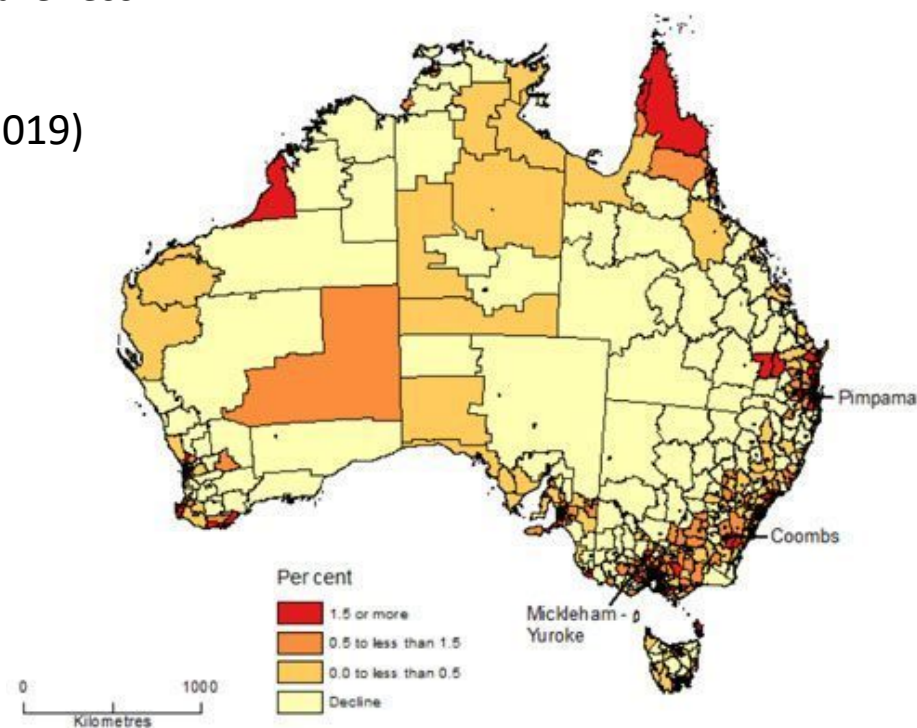 019)
Pimpama
Coombs
Mickleham -
Yuroke
Per cent
1.5 or more
0.5 to less than 1.5
0.0 to less than 0.5
Decline
0 1000
Kilometres